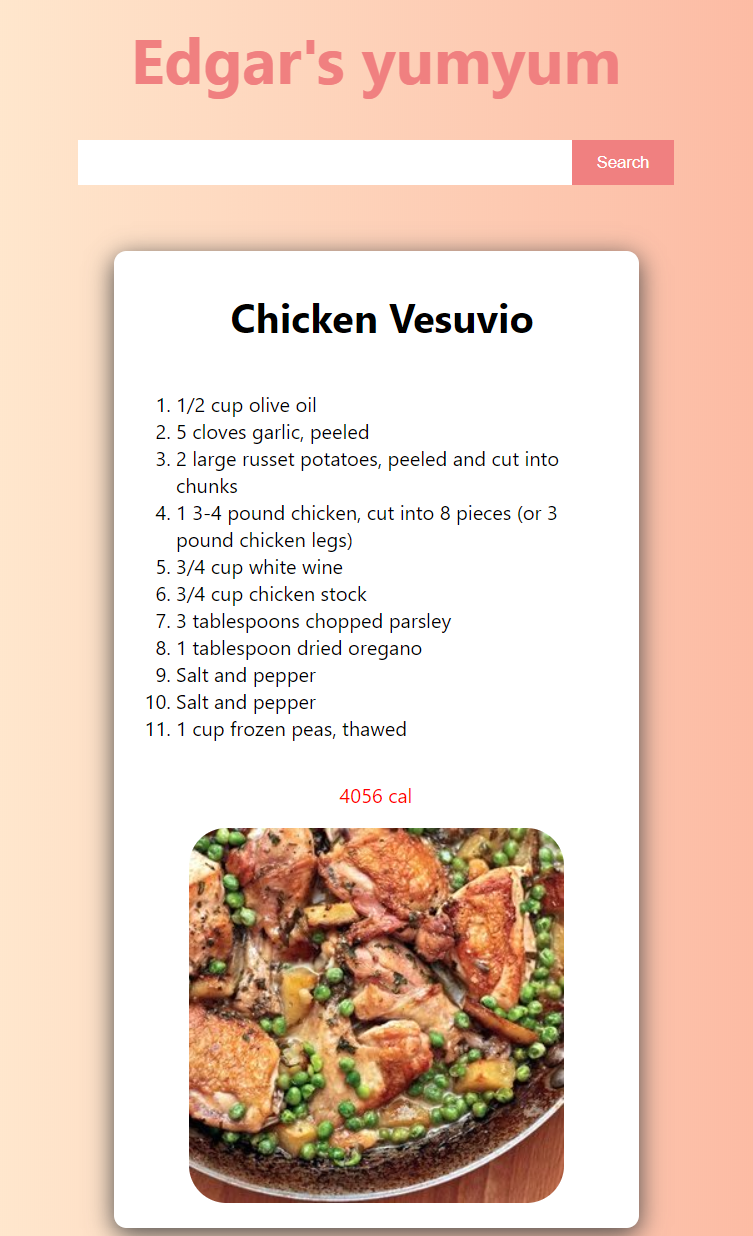 Edgar's yumyum
Search
Chicken Vesuvio
1. 1/2 cup olive oil
2. 5 cloves garlic, peeled
3. 2 large russet potatoes, peeled and cut into
chunks
4. 1 3-4 pound chicken, cut into 8 pieces (or 3
pound chicken legs)
5. 3/4 cup white wine
6. 3/4 cup chicken stock
7. 3 tablespoons chopped parsley
8. 1 tablespoon dried oregano
9. Salt and pepper
10. Salt and pepper
11. 1 cup frozen peas, thawed
4056 cal